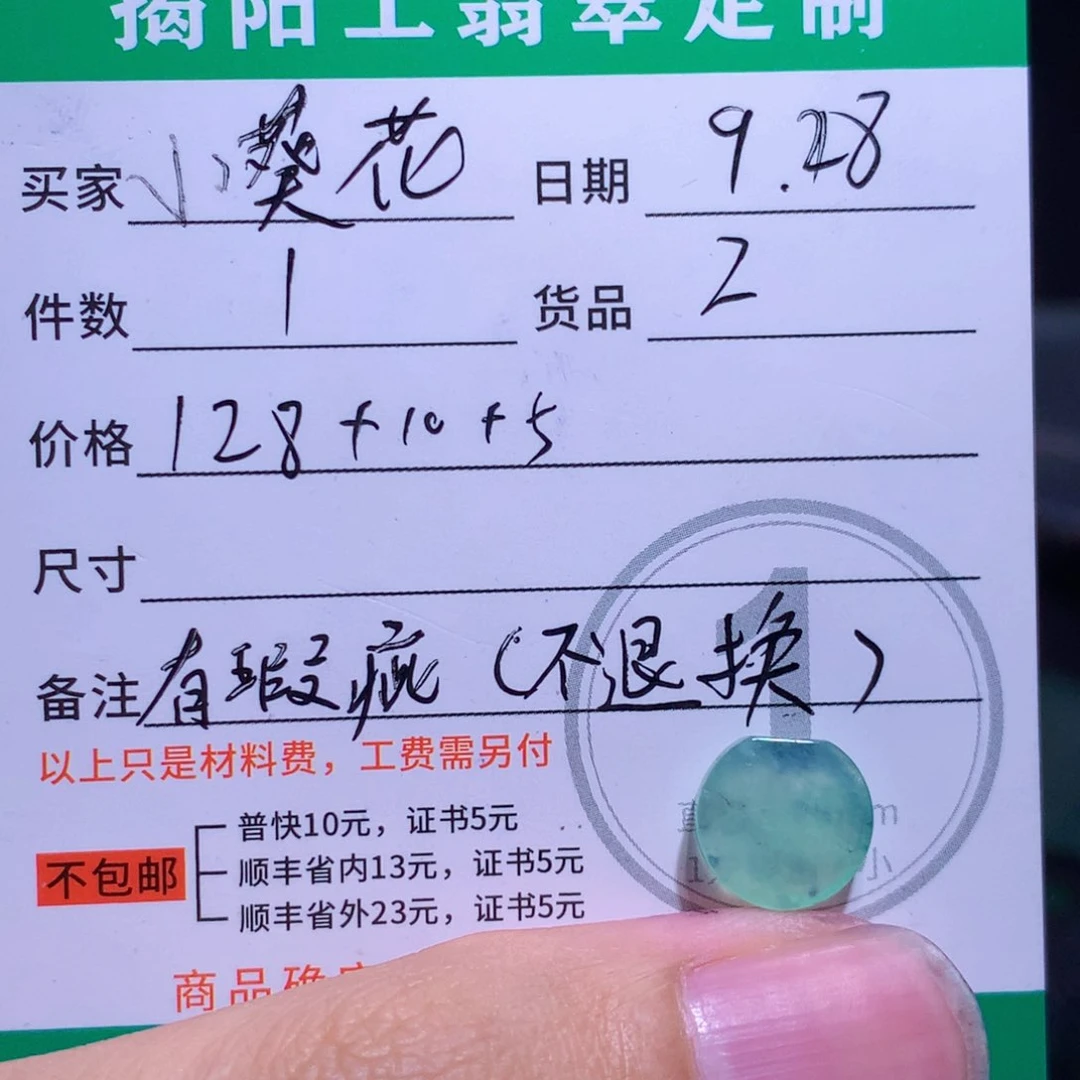 揭阳工翡翠定制
买家 小葵花 日期 9.28
件数 1 货品 2
价格 128+10+5
尺寸
备注 有瑕疵(不退换)
以上只是材料费，工费需另付
不包邮
普快10元，证书5元
顺丰省内13元，证书5元
顺丰省外23元，证书5元
商品确